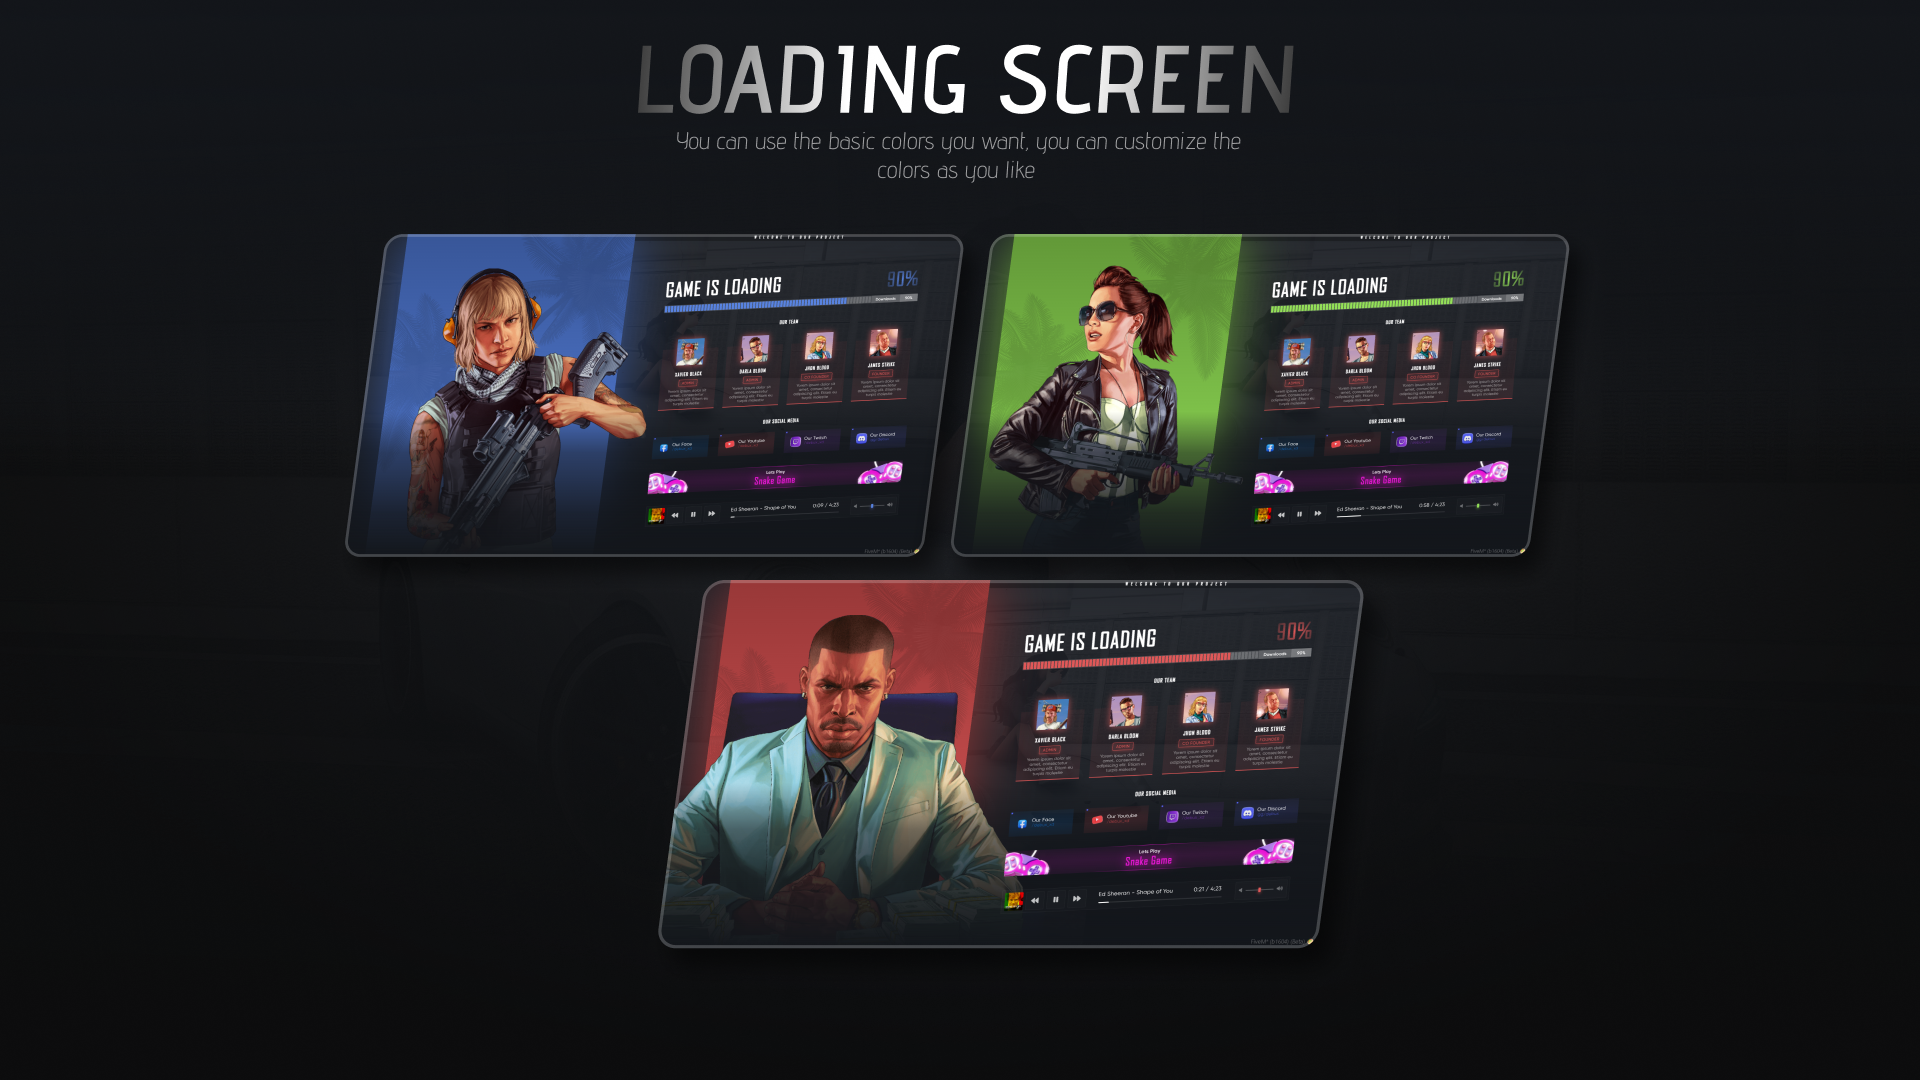 LOADING SCREEN
You can use the basic colors you want, you can customize the
colors as you like
WELCOME TO OUR PROJECT
GAME IS LOADING
90%
Downloads 90%
OUR TEAM
XAVIER BLACK
DARLA BLOOM
JHON BLOOD
JAMES STRIKE
OUR SOCIAL MEDIA
Our Face
Our Youtube
Our Twitch
Our Discord
Lets Play
Snake Game
Ed Sheeran - Shape of You 0:09 / 4:23
WELCOME TO OUR PROJECT
GAME IS LOADING
90%
Downloads 90%
OUR TEAM
XAVIER BLACK
DARLA BLOOM
JHON BLOOD
JAMES STRIKE
OUR SOCIAL MEDIA
Our Face
Our Youtube
Our Twitch
Our Discord
Lets Play
Snake Game
Ed Sheeran - Shape of You 0:58 / 4:23
WELCOME TO OUR PROJECT
GAME IS LOADING
90%
Downloads 90%
OUR TEAM
XAVIER BLACK
DARLA BLOOM
JHON BLOOD
JAMES STRIKE
ADMIN
CO-FOUNDER
FOUNDER
OUR SOCIAL MEDIA
Our Face
Our Youtube
Our Twitch
Our Discord
Lets Play
Snake Game
Ed Sheeran - Shape of You 0:21 / 4:23